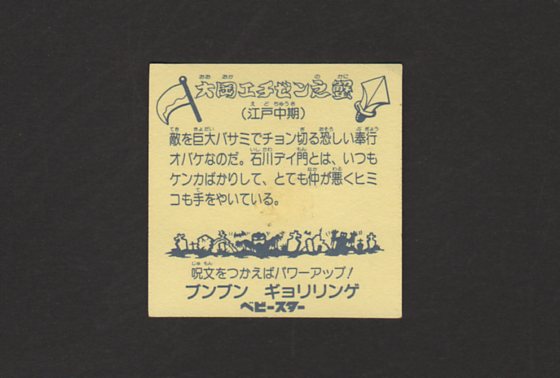 大岡エチゼン之蟹
(江戸中期)
敵を巨大バサミでチョン切る恐しい奉行
オバケなのだ。石川デイ門とは、いつも
ケンカばかりして、とても仲が悪くヒミ
コも手をやいている。
呪文をつかえばパワーアップ!
ブンブン ギョリリンゲ
ベビースター